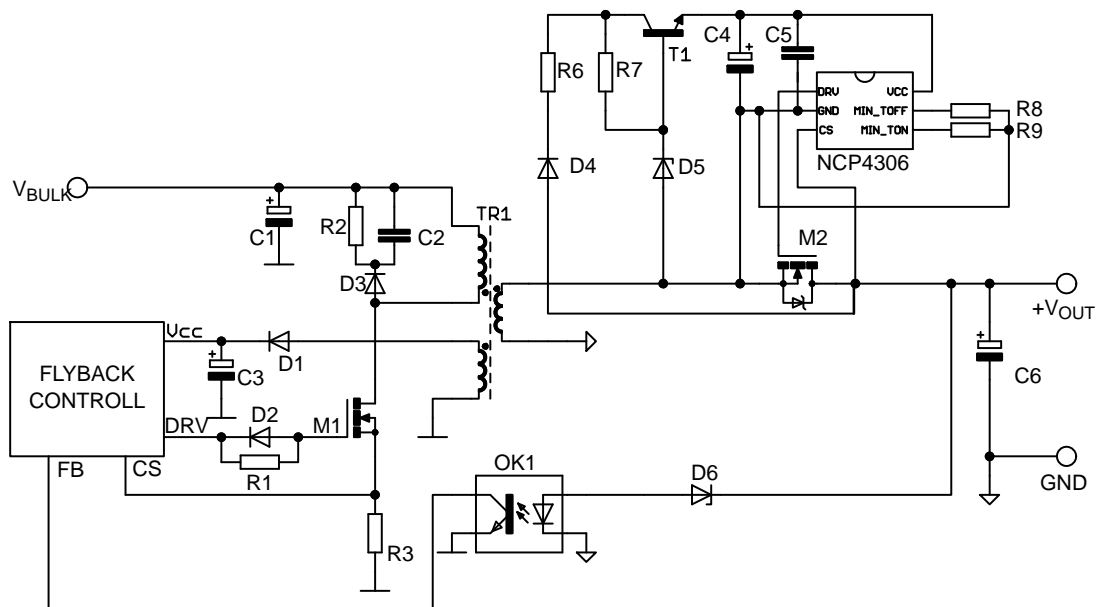 C4
+
C5
T1
R6
R7
DRV
VCC
GND
MIN_TOFF
R8
CS
MIN_TON
R9
NCP4306
D4
D5
VBULK
+
C1
R2
C2
TR1
M2
D3
+VOUT
Vcc
D1
+
C3
+
C6
FLYBACK
CONTROLL
DRV
D2
M1
FB
CS
R1
OK1
D6
GND
R3